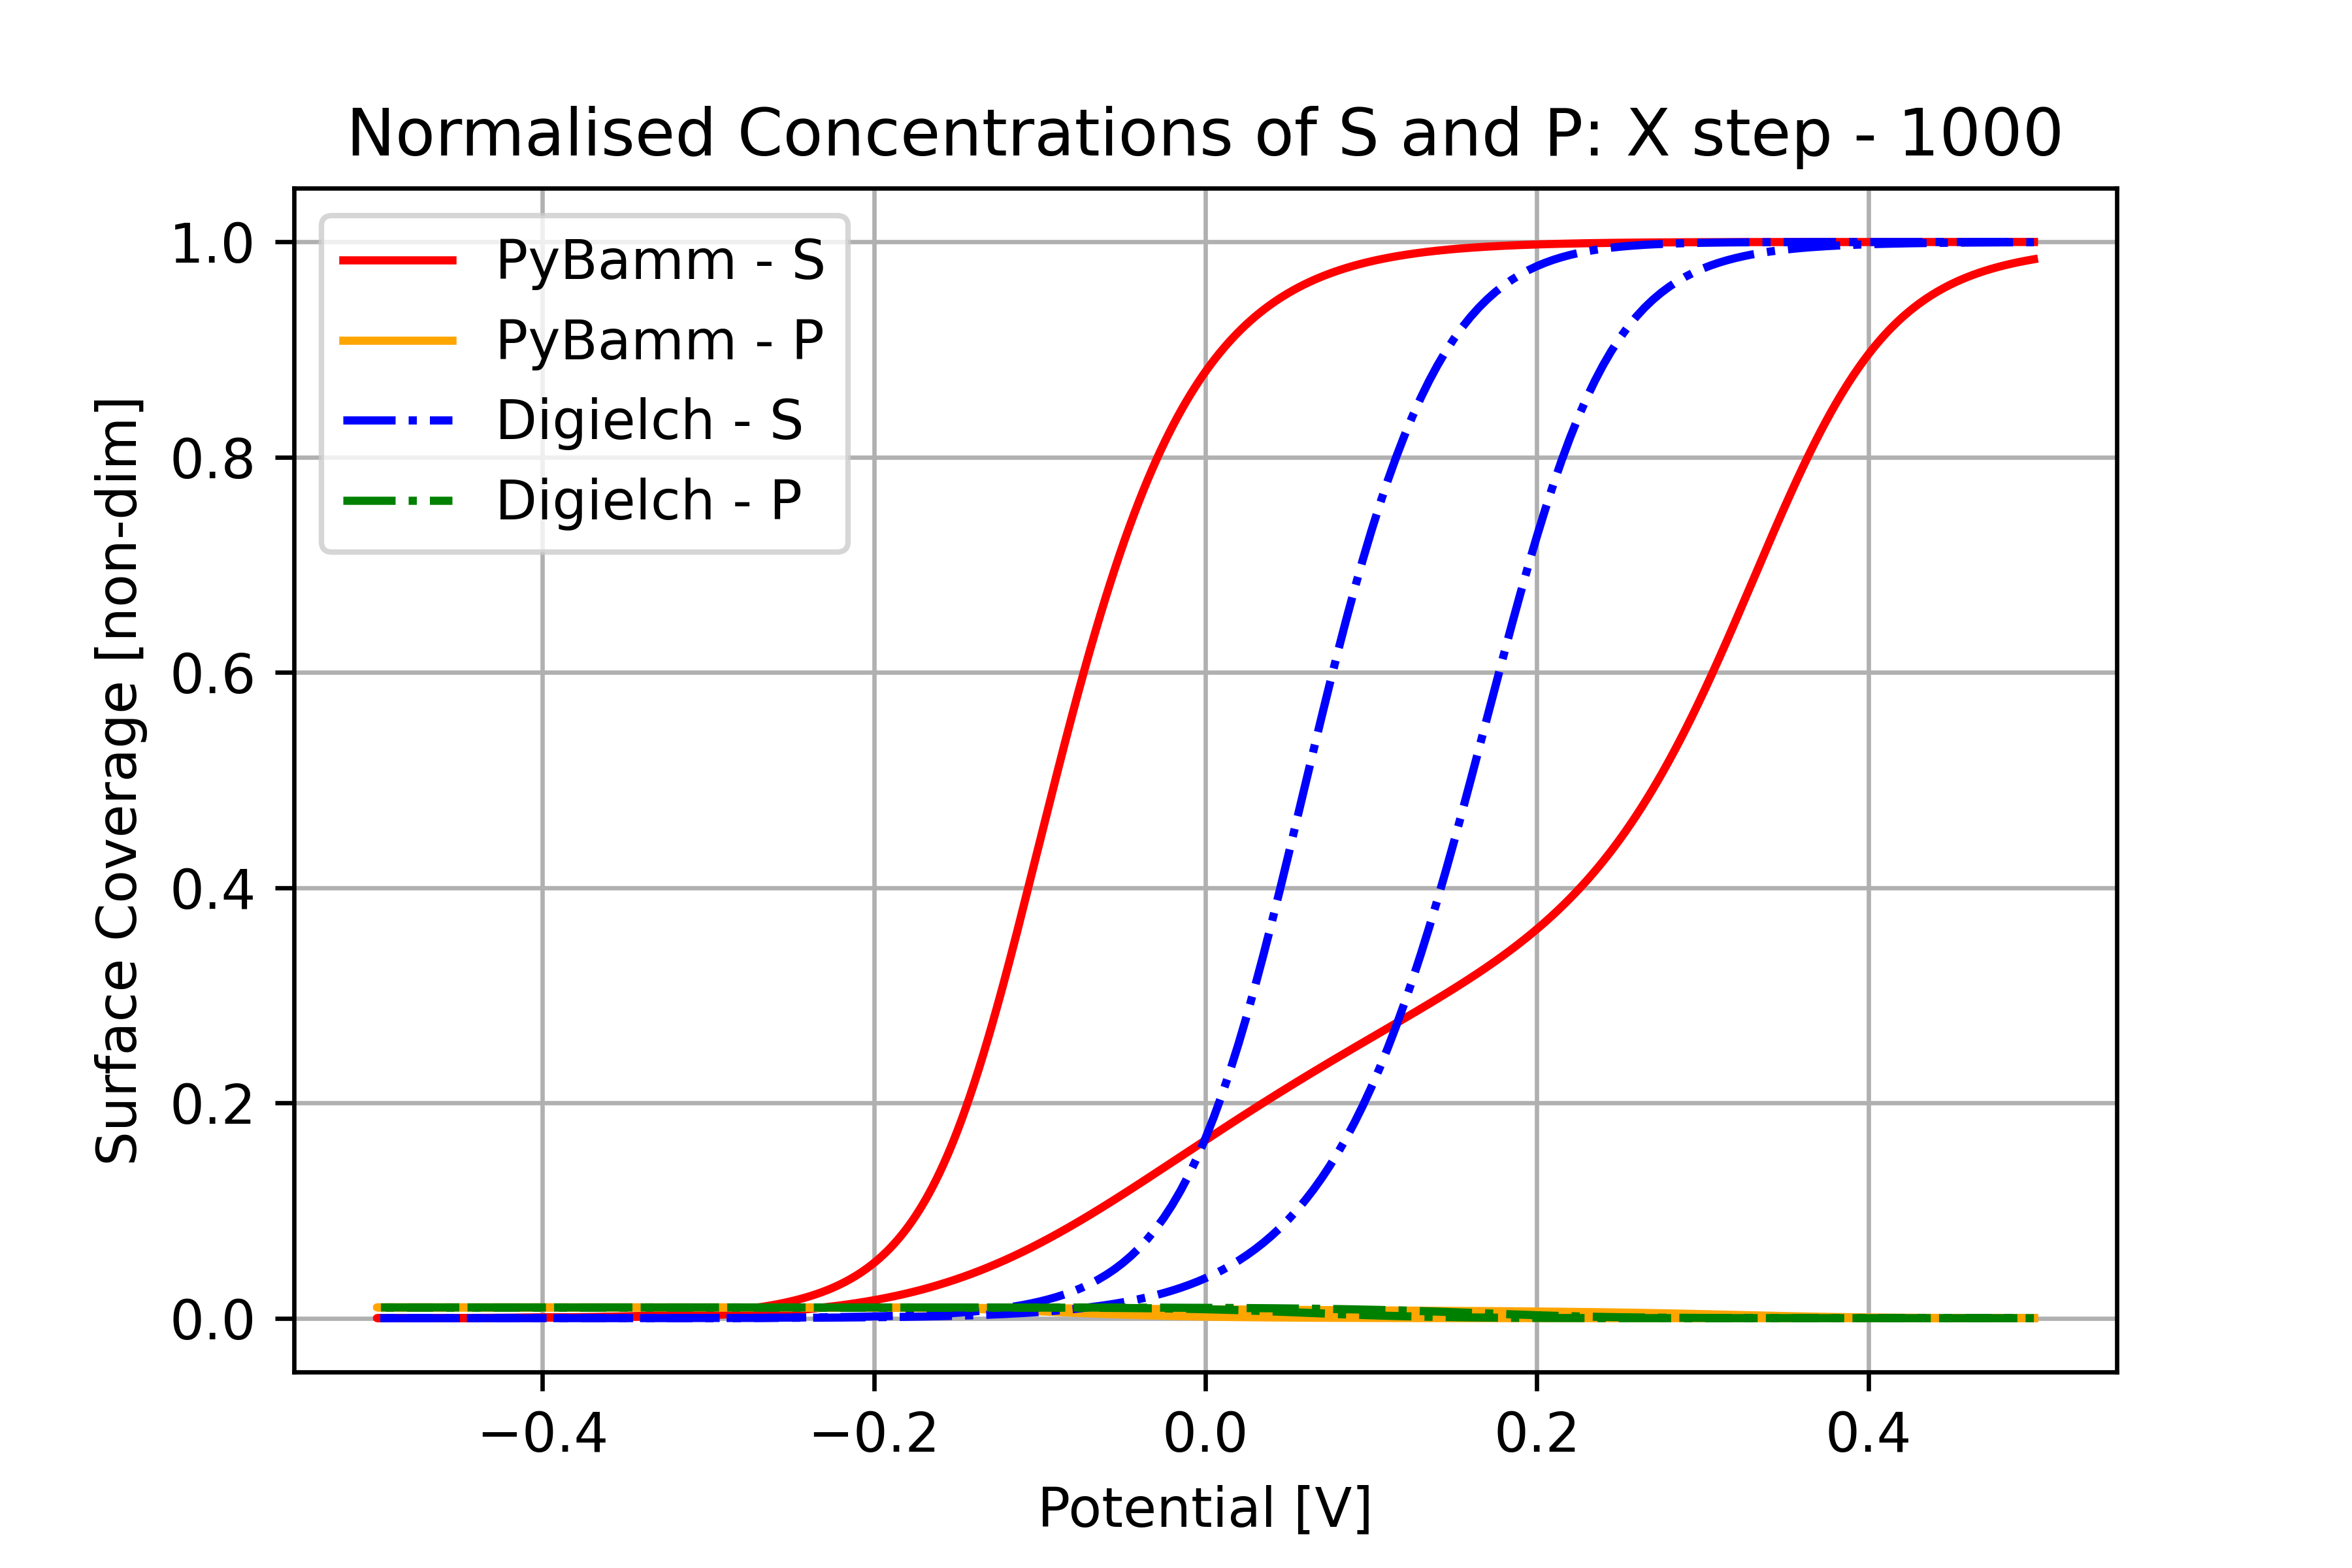 Normalised Concentrations of S and P: X step - 1000
PyBamm - S
PyBamm - P
Digielch - S
Digielch - P
Surface Coverage [non-dim]
1.0
0.8
0.6
0.4
0.2
0.0
−0.4 −0.2 0.0 0.2 0.4
Potential [V]